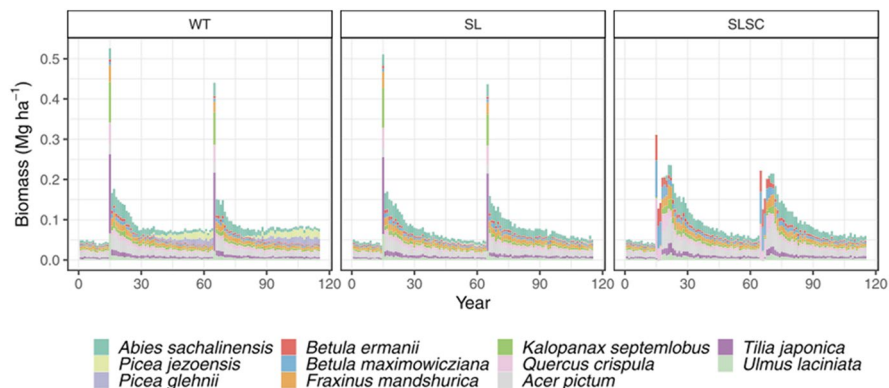 WT SL SLSC
Biomass (Mg ha⁻¹)
0.5
0.4
0.3
0.2
0.1
0.0
0 30 60 90 120 0 30 60 90 120 0 30 60 90 120
Year
Abies sachalinensis Betula ermanii Kalopanax septemlobus Tilia japonica
Picea jezoensis Betula maximowicziana Quercus crispula Ulmus laciniata
Picea glehnii Fraxinus mandshurica Acer pictum